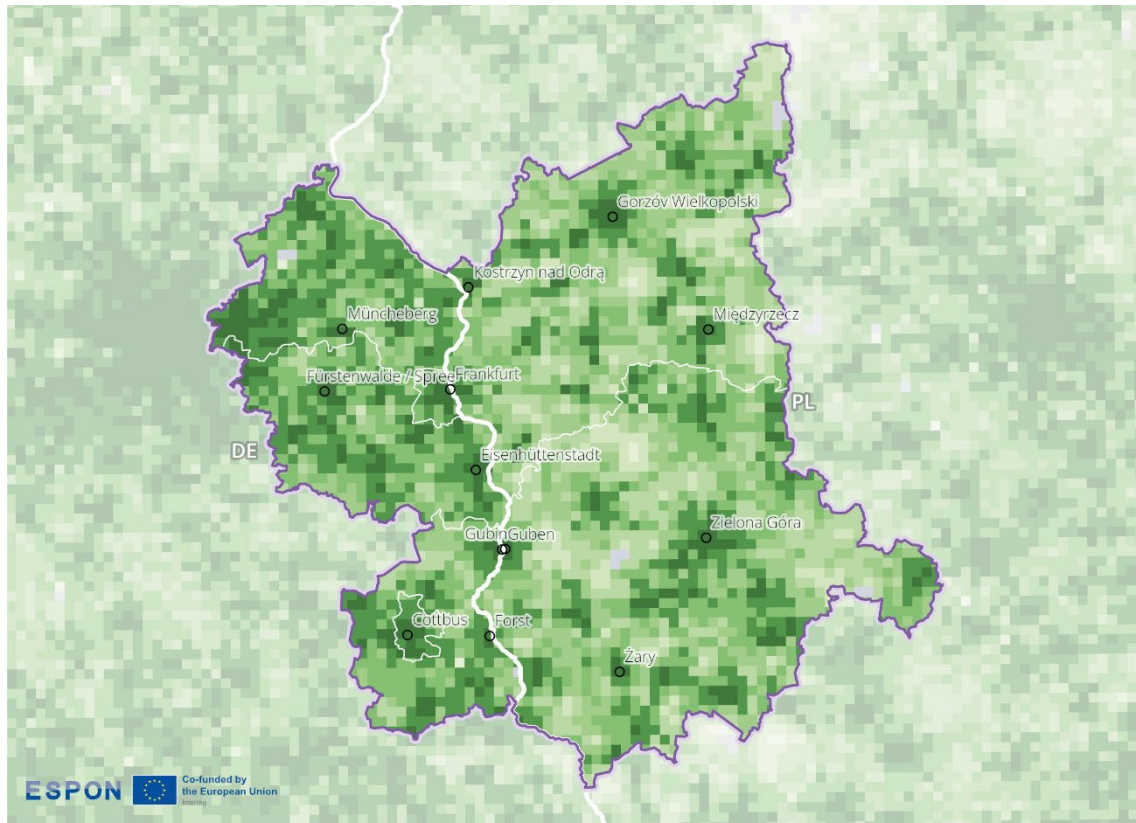 Gorzóv Wielkopolski
Kostrzyn nad Odrą
Müncheberg
Międzyrzecz
Fürstenwalde / Spree
Frankfurt
PL
DE
Eisenhüttenstadt
Zielona Góra
Gubin
Guben
Cottbus
Forst
Żary
ESPON
Co-funded by
the European Union
Interreg